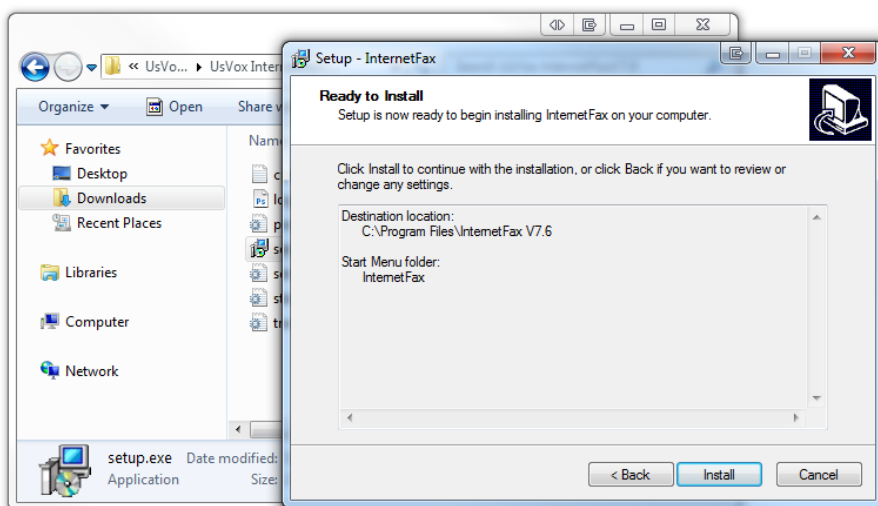 « UsVo... ▸ UsVox Inter
Organize ▾ Open Share
Favorites
Desktop
Downloads
Recent Places
Libraries
Computer
Network
setup.exe Date modified:
Application Size:
Setup - InternetFax
Ready to Install
Setup is now ready to begin installing InternetFax on your computer.
Click Install to continue with the installation, or click Back if you want to review or
change any settings.
Destination location:
C:\Program Files\InternetFax V7.6
Start Menu folder:
InternetFax
< Back Install Cancel